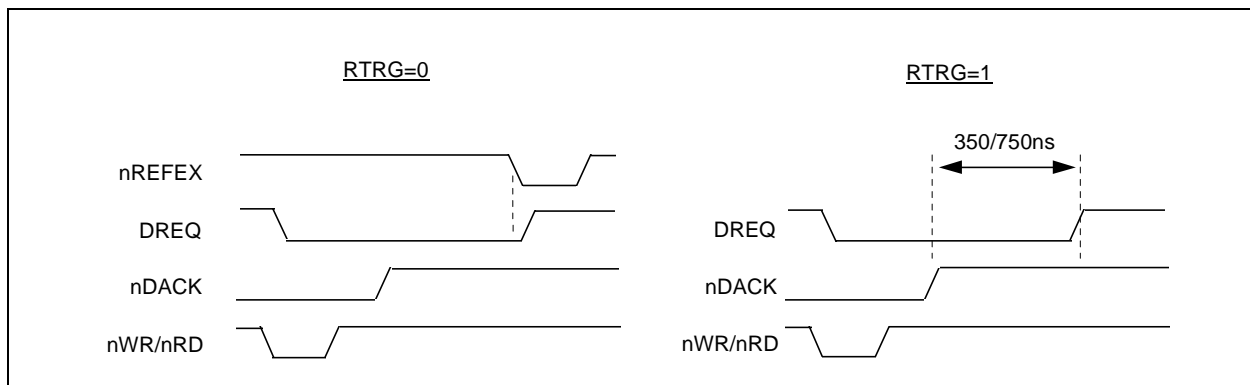 RTRG=0
nREFEX
DREQ
nDACK
nWR/nRD
RTRG=1
350/750ns
DREQ
nDACK
nWR/nRD